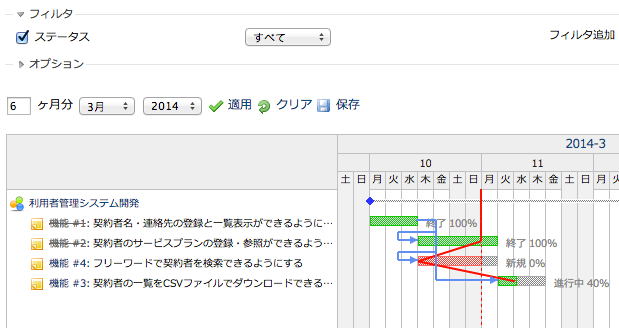 フィルタ
ステータス すべて フィルタ追加
オプション
6 ヶ月分 3月 2014 適用 クリア 保存
2014-3
10 11
土 日 月 火 水 木 金 土 日 月 火 水 木 金 土 日 月
利用者管理システム開発
機能 #1: 契約者名・連絡先の登録と一覧表示ができるように… 終了 100%
機能 #2: 契約者のサービスプランの登録・参照ができるよう… 終了 100%
機能 #4: フリーワードで契約者を検索できるようにする 新規 0%
機能 #3: 契約者の一覧をCSVファイルでダウンロードできる… 進行中 40%